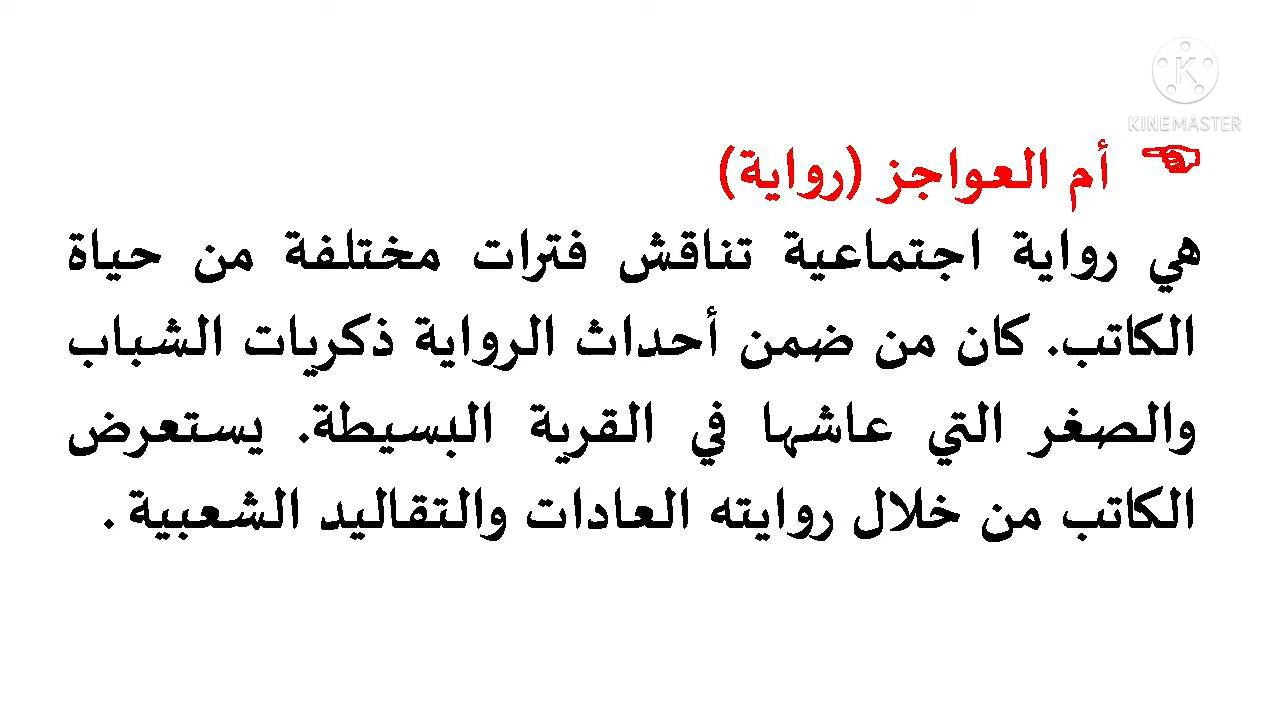 KINEMASTER
☜ أم العواجز (رواية)
هي رواية اجتماعية تناقش فترات مختلفة من حياة
الكاتب. كان من ضمن أحداث الرواية ذكريات الشباب
والصغر التي عاشها في القرية البسيطة. يستعرض
الكاتب من خلال روايته العادات والتقاليد الشعبية .